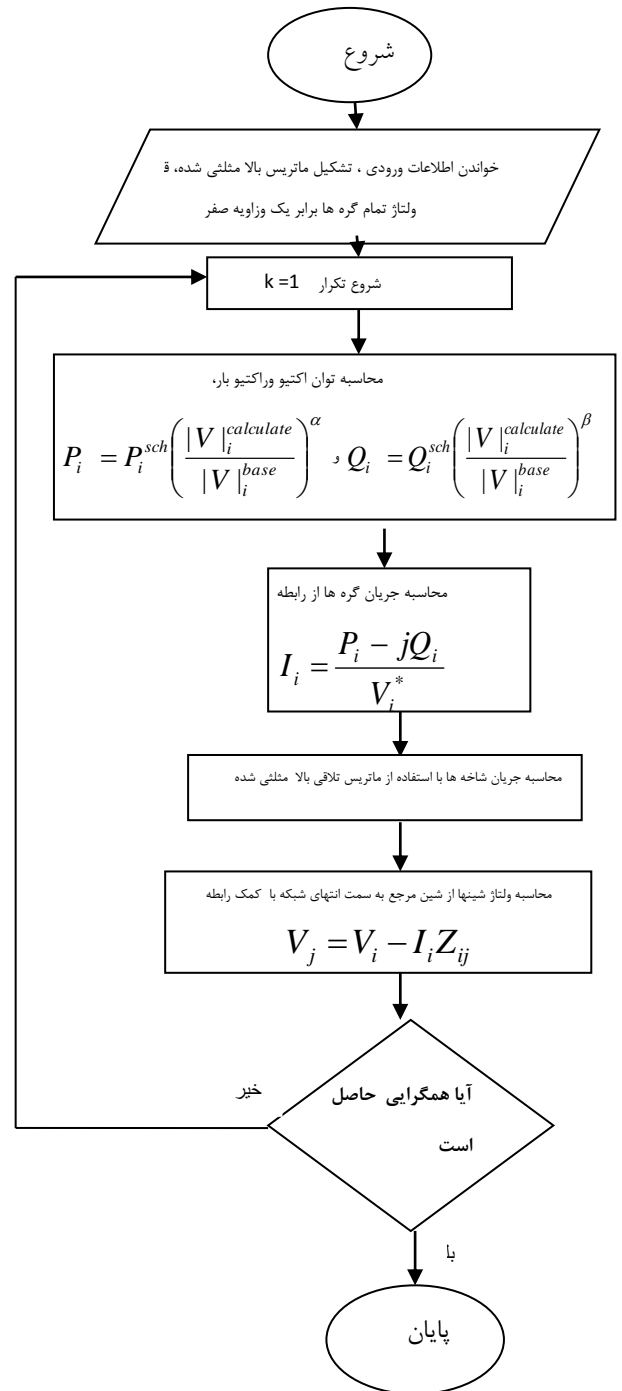 شروع
خواندن اطلاعات ورودی ، تشکیل ماتریس بالا مثلثی شده، ق
ولتاژ تمام گره ها برابر یک وزاویه صفر
شروع تکرار k =1
محاسبه توان اکتیو وراکتیو بار،
P_i = P_i^{sch} (|V|_i^{calculate} / |V|_i^{base})^α و Q_i = Q_i^{sch} (|V|_i^{calculate} / |V|_i^{base})^β
محاسبه جریان گره ها از رابطه
I_i = (P_i − jQ_i) / V_i^*
محاسبه جریان شاخه ها با استفاده از ماتریس تلاقی بالا مثلثی شده
محاسبه ولتاژ شینها از شین مرجع به سمت انتهای شبکه با کمک رابطه
V_j = V_i − I_i Z_{ij}
خیر
آیا همگرایی حاصل
است
با
پایان